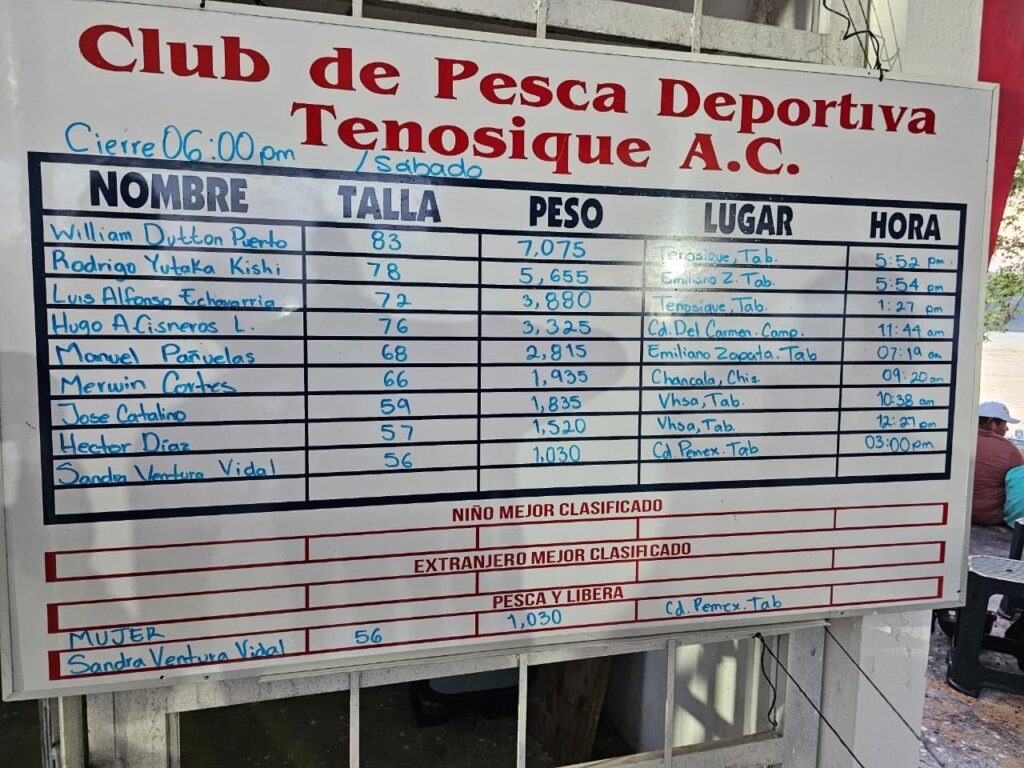 Club de Pesca Deportiva
Tenosique A.C.
Cierre 06:00pm / Sábado
NOMBRE TALLA PESO LUGAR HORA
William Dutton Puerto 83 7,075 Tenosique, Tab. 5:52 pm
Rodrigo Yutaka Kishi 78 5,655 Emiliano Z. Tab. 5:54 pm
Luis Alfonso Echavarria 72 3,880 Tenosique, Tab. 1:27 pm
Hugo A Cisneros L. 76 3,325 Cd. Del Carmen. Camp. 11:44 am
Manuel Pañuelas 68 2,815 Emiliano Zapata. Tab 07:19 am
Merwin Cortes 66 1,935 Chancala, Chis. 09:20 am
Jose Catalino 59 1,835 Vhsa, Tab. 10:38 am
Hector Diaz 57 1,520 Vhsa, Tab. 12:27 pm
Sandra Ventura Vidal 56 1,030 Cd. Pemex. Tab 03:00pm
NIÑO MEJOR CLASIFICADO
EXTRANJERO MEJOR CLASIFICADO
PESCA Y LIBERA
MUJER
Sandra Ventura Vidal 56 1,030 Cd. Pemex. Tab